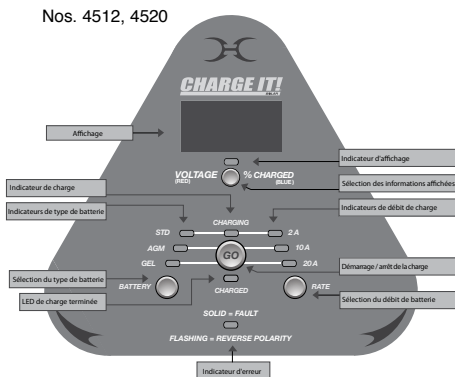 Nos. 4512, 4520
CHARGE IT!
Affichage
Indicateur d'affichage
VOLTAGE % CHARGED
(RED) (BLUE)
Sélection des informations affichées
Indicateur de charge
Indicateurs de type de batterie
Indicateurs de débit de charge
CHARGING
STD 2 A
AGM 10 A
GO
GEL 20 A
Démarrage / arrêt de la charge
Sélection du type de batterie
BATTERY RATE
LED de charge terminée
CHARGED
Sélection du débit de batterie
SOLID = FAULT
FLASHING = REVERSE POLARITY
Indicateur d'erreur